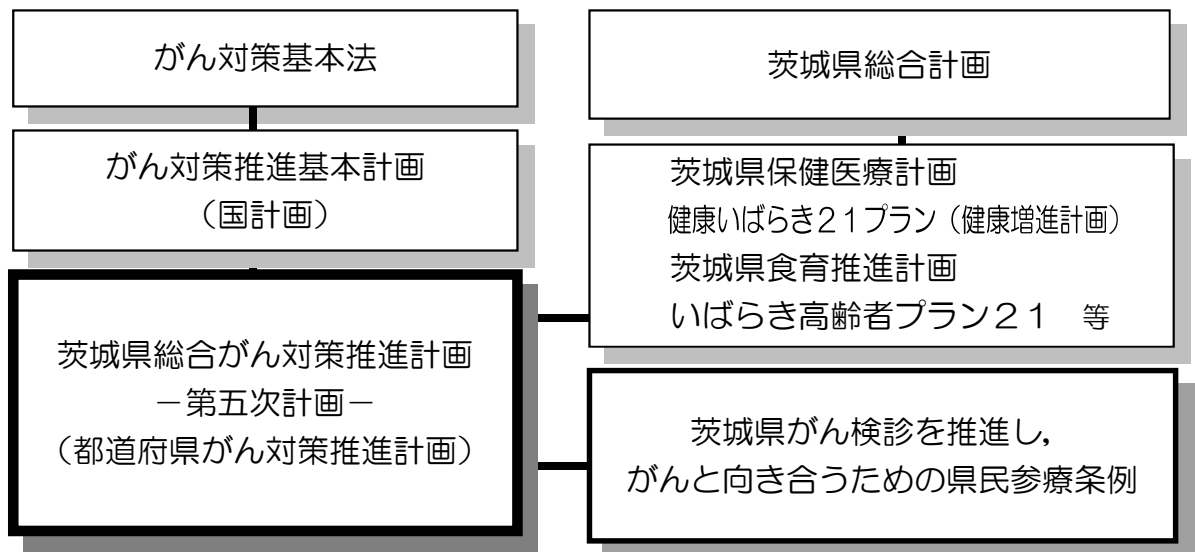 がん対策基本法
がん対策推進基本計画
（国計画）
茨城県総合がん対策推進計画
－第五次計画－
（都道府県がん対策推進計画）
茨城県総合計画
茨城県保健医療計画
健康いばらき２１プラン（健康増進計画）
茨城県食育推進計画
いばらき高齢者プラン２１　等
茨城県がん検診を推進し,
がんと向き合うための県民参療条例